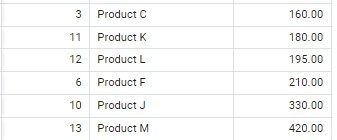 3 Product C 160.00
11 Product K 180.00
12 Product L 195.00
6 Product F 210.00
10 Product J 330.00
13 Product M 420.00